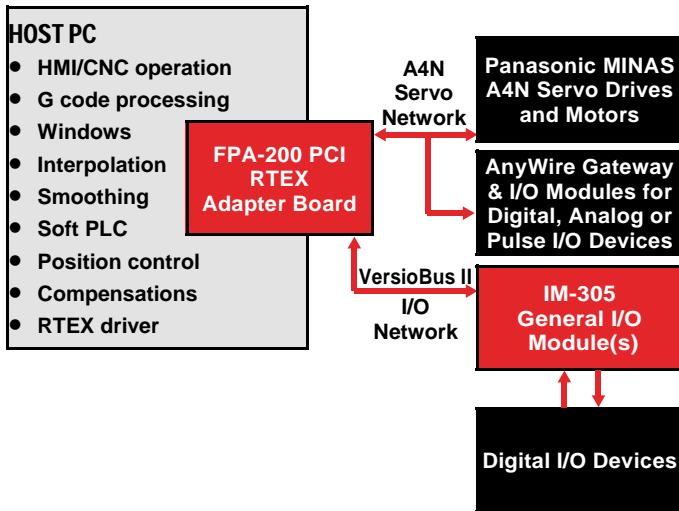 HOST PC
• HMI/CNC operation
• G code processing
• Windows
• Interpolation
• Smoothing
• Soft PLC
• Position control
• Compensations
• RTEX driver
FPA-200 PCI
RTEX
Adapter Board
A4N
Servo
Network
VersioBus II
I/O
Network
Panasonic MINAS
A4N Servo Drives
and Motors
AnyWire Gateway
& I/O Modules for
Digital, Analog or
Pulse I/O Devices
IM-305
General I/O
Module(s)
Digital I/O Devices